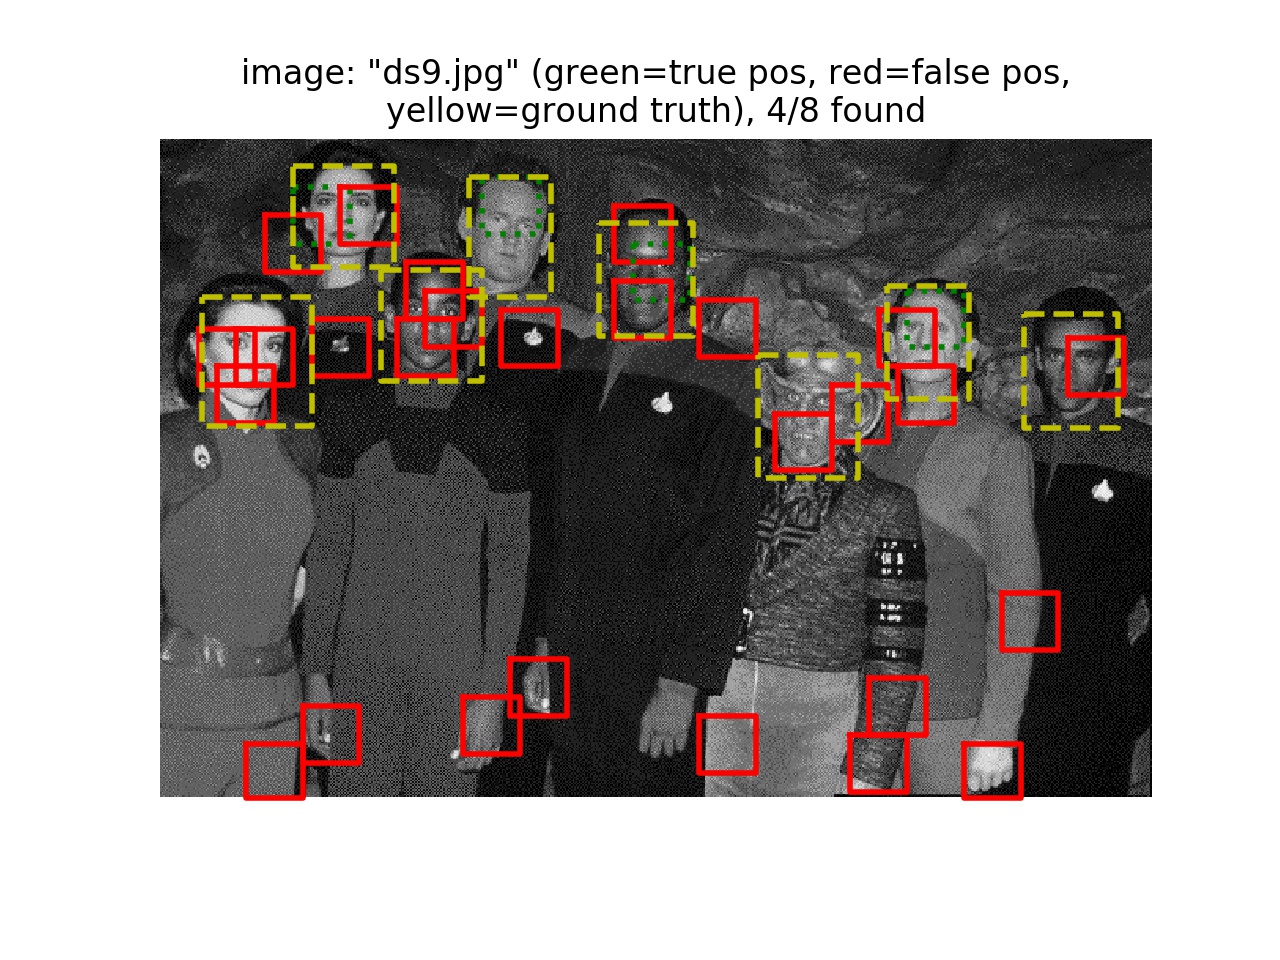 image: "ds9.jpg" (green=true pos, red=false pos,
yellow=ground truth), 4/8 found